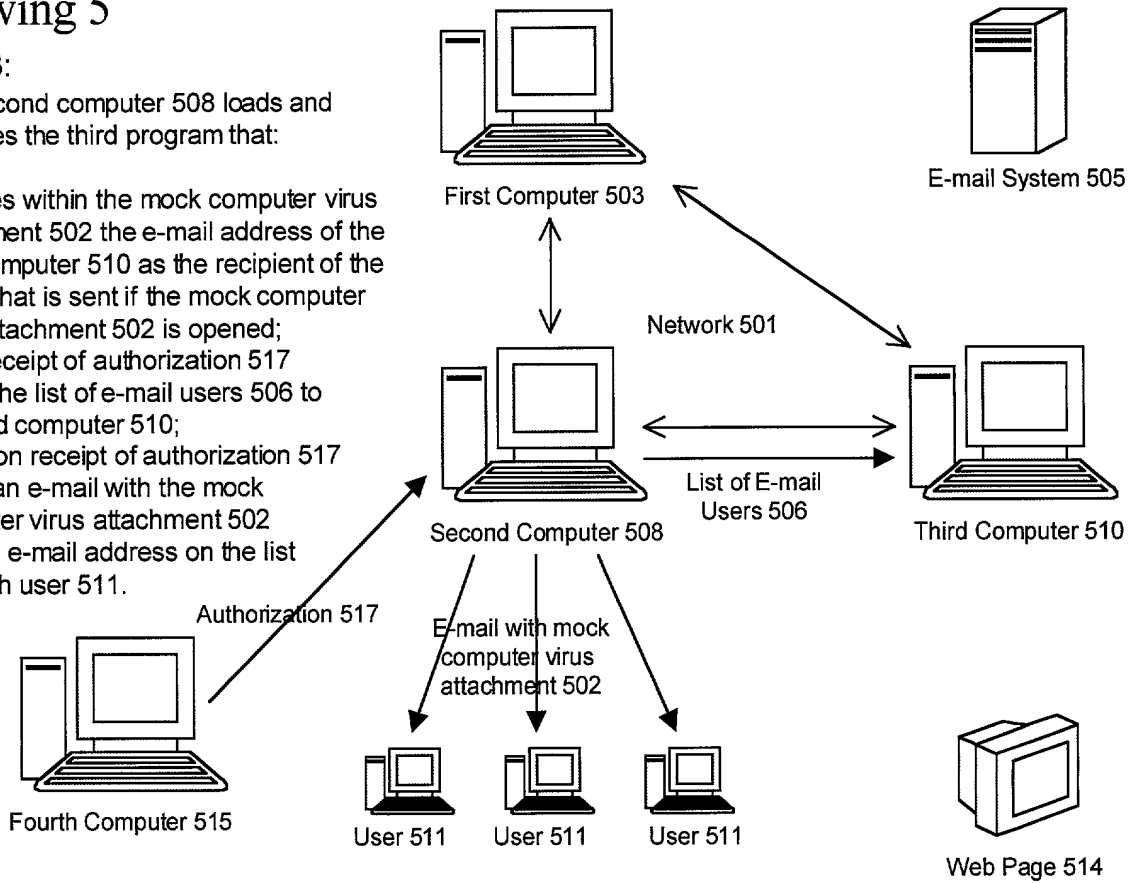 ving 5
:
cond computer 508 loads and
es the third program that:
es within the mock computer virus
ment 502 the e-mail address of the
mputer 510 as the recipient of the
hat is sent if the mock computer
ttachment 502 is opened;
eceipt of authorization 517
he list of e-mail users 506 to
d computer 510;
on receipt of authorization 517
an e-mail with the mock
ter virus attachment 502
e-mail address on the list
h user 511.
First Computer 503
E-mail System 505
Network 501
List of E-mail
Users 506
Second Computer 508
Third Computer 510
Authorization 517
E-mail with mock
computer virus
attachment 502
Fourth Computer 515
User 511
User 511
User 511
Web Page 514